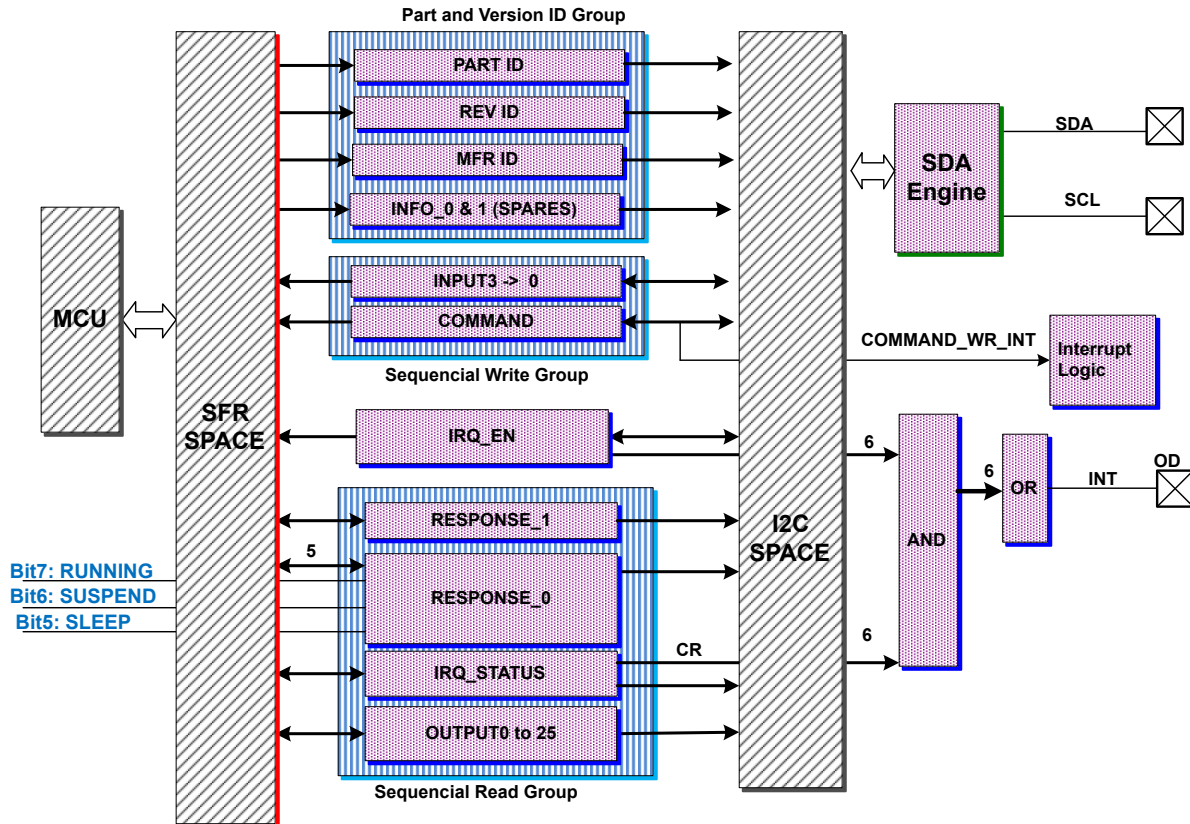 Part and Version ID Group
PART ID
REV ID
MFR ID
INFO_0 & 1 (SPARES)
INPUT3 -> 0
COMMAND
Sequencial Write Group
MCU
SFR
SPACE
IRQ_EN
RESPONSE_1
5
RESPONSE_0
Bit7: RUNNING
Bit6: SUSPEND
Bit5: SLEEP
CR
IRQ_STATUS
OUTPUT0 to 25
Sequencial Read Group
I2C
SPACE
SDA
Engine
SDA
SCL
COMMAND_WR_INT
Interrupt
Logic
6
AND
6
6
OR
INT
OD